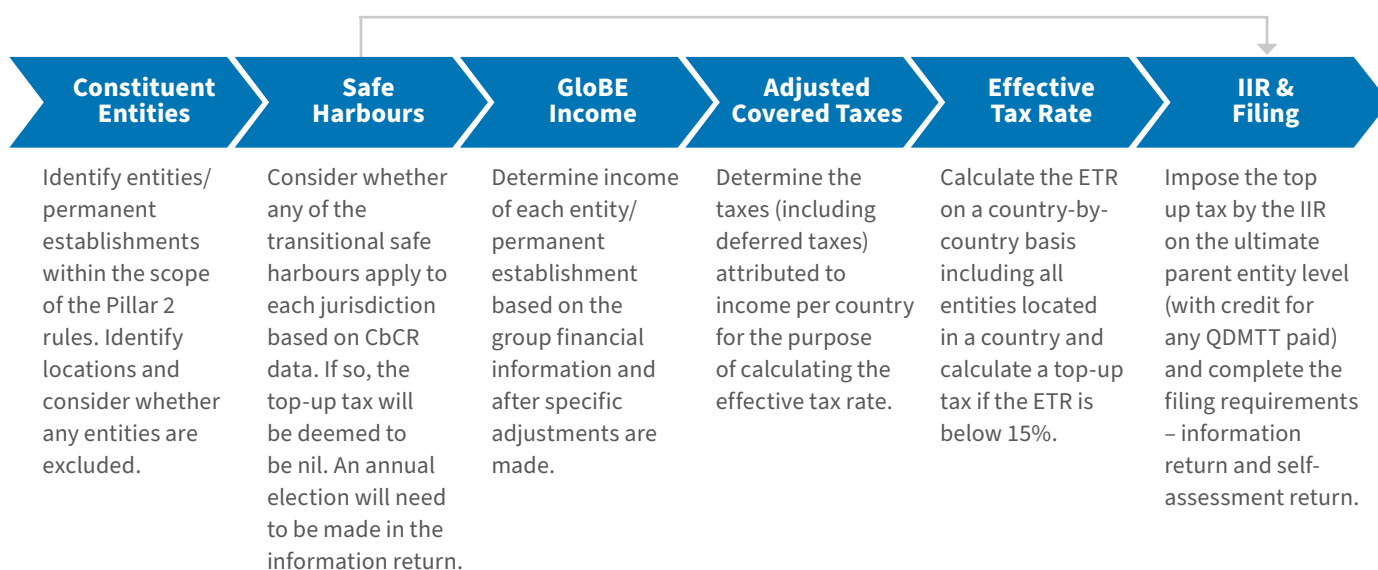 Constituent
Entities
Safe
Harbours
GloBE
Income
Adjusted
Covered Taxes
Effective
Tax Rate
IIR &
Filing
Identify entities/
permanent
establishments
within the scope
of the Pillar 2
rules. Identify
locations and
consider whether
any entities are
excluded.
Consider whether
any of the
transitional safe
harbours apply to
each jurisdiction
based on CbCR
data. If so, the
top-up tax will
be deemed to
be nil. An annual
election will need
to be made in the
information return.
Determine income
of each entity/
permanent
establishment
based on the
group financial
information and
after specific
adjustments are
made.
Determine the
taxes (including
deferred taxes)
attributed to
income per country
for the purpose
of calculating the
effective tax rate.
Calculate the ETR
on a country-by-
country basis
including all
entities located
in a country and
calculate a top-up
tax if the ETR is
below 15%.
Impose the top
up tax by the IIR
on the ultimate
parent entity level
(with credit for
any QDMTT paid)
and complete the
filing requirements
– information
return and self-
assessment return.